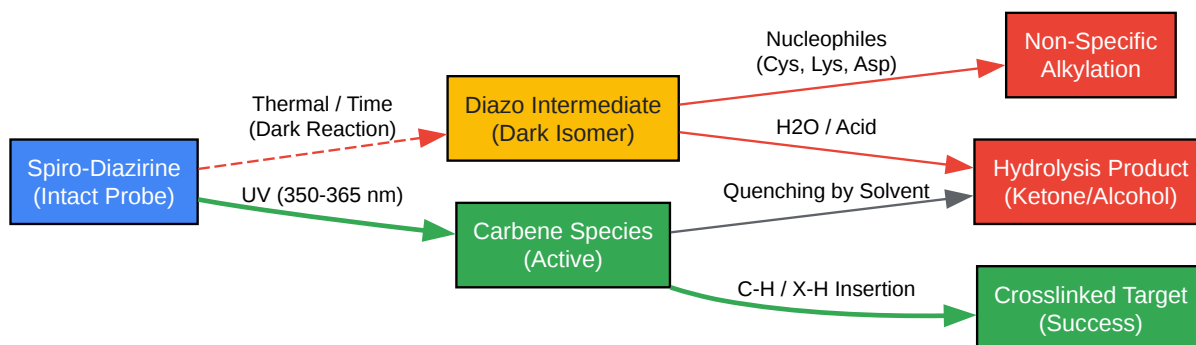 Spiro-Diazirine
(Intact Probe)
Thermal / Time
(Dark Reaction)
UV (350-365 nm)
Diazo Intermediate
(Dark Isomer)
Carbene Species
(Active)
Nucleophiles
(Cys, Lys, Asp)
H2O / Acid
Quenching by Solvent
C-H / X-H Insertion
Non-Specific
Alkylation
Hydrolysis Product
(Ketone/Alcohol)
Crosslinked Target
(Success)